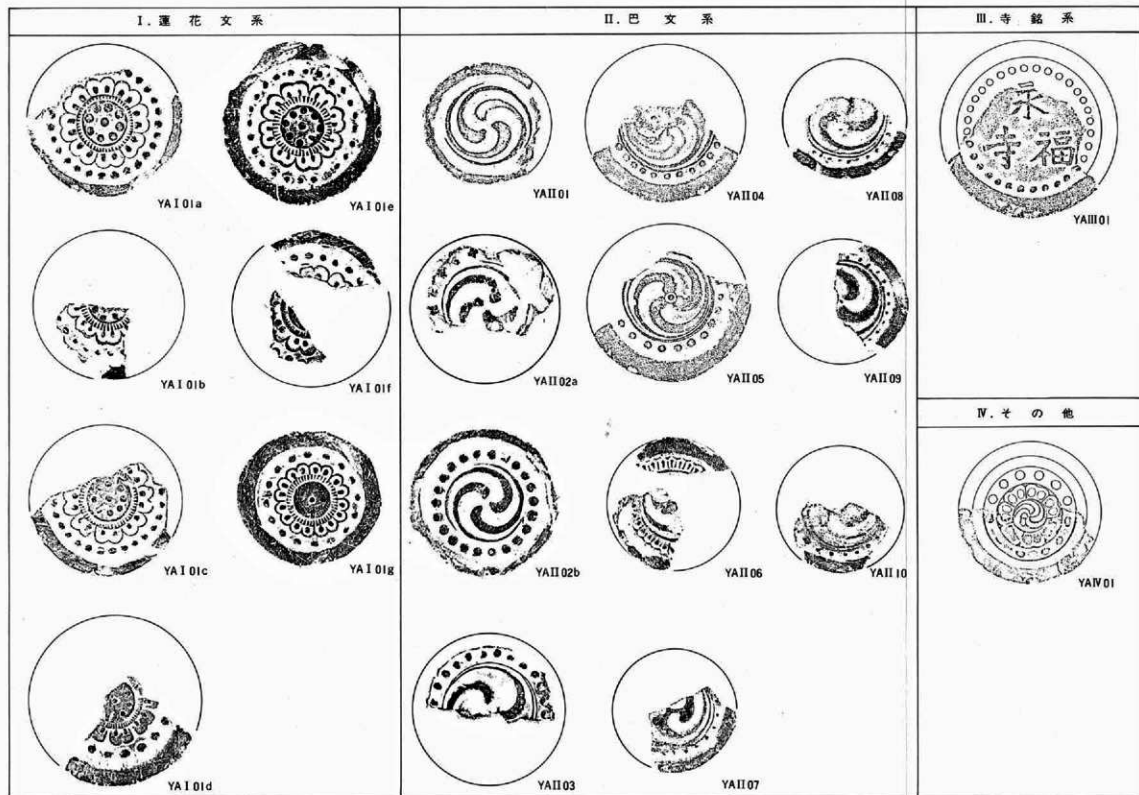 I. 蓮花文系
YAI01a
YAI01e
YAI01b
YAI01f
YAI01c
YAI01g
YAI01d
II. 巴文系
YAII01
YAII04
YAII08
YAII02a
YAII05
YAII09
YAII02b
YAII06
YAII10
YAII03
YAII07
III. 寺銘系
永
寺福
YAIII01
IV. その他
YAIV01